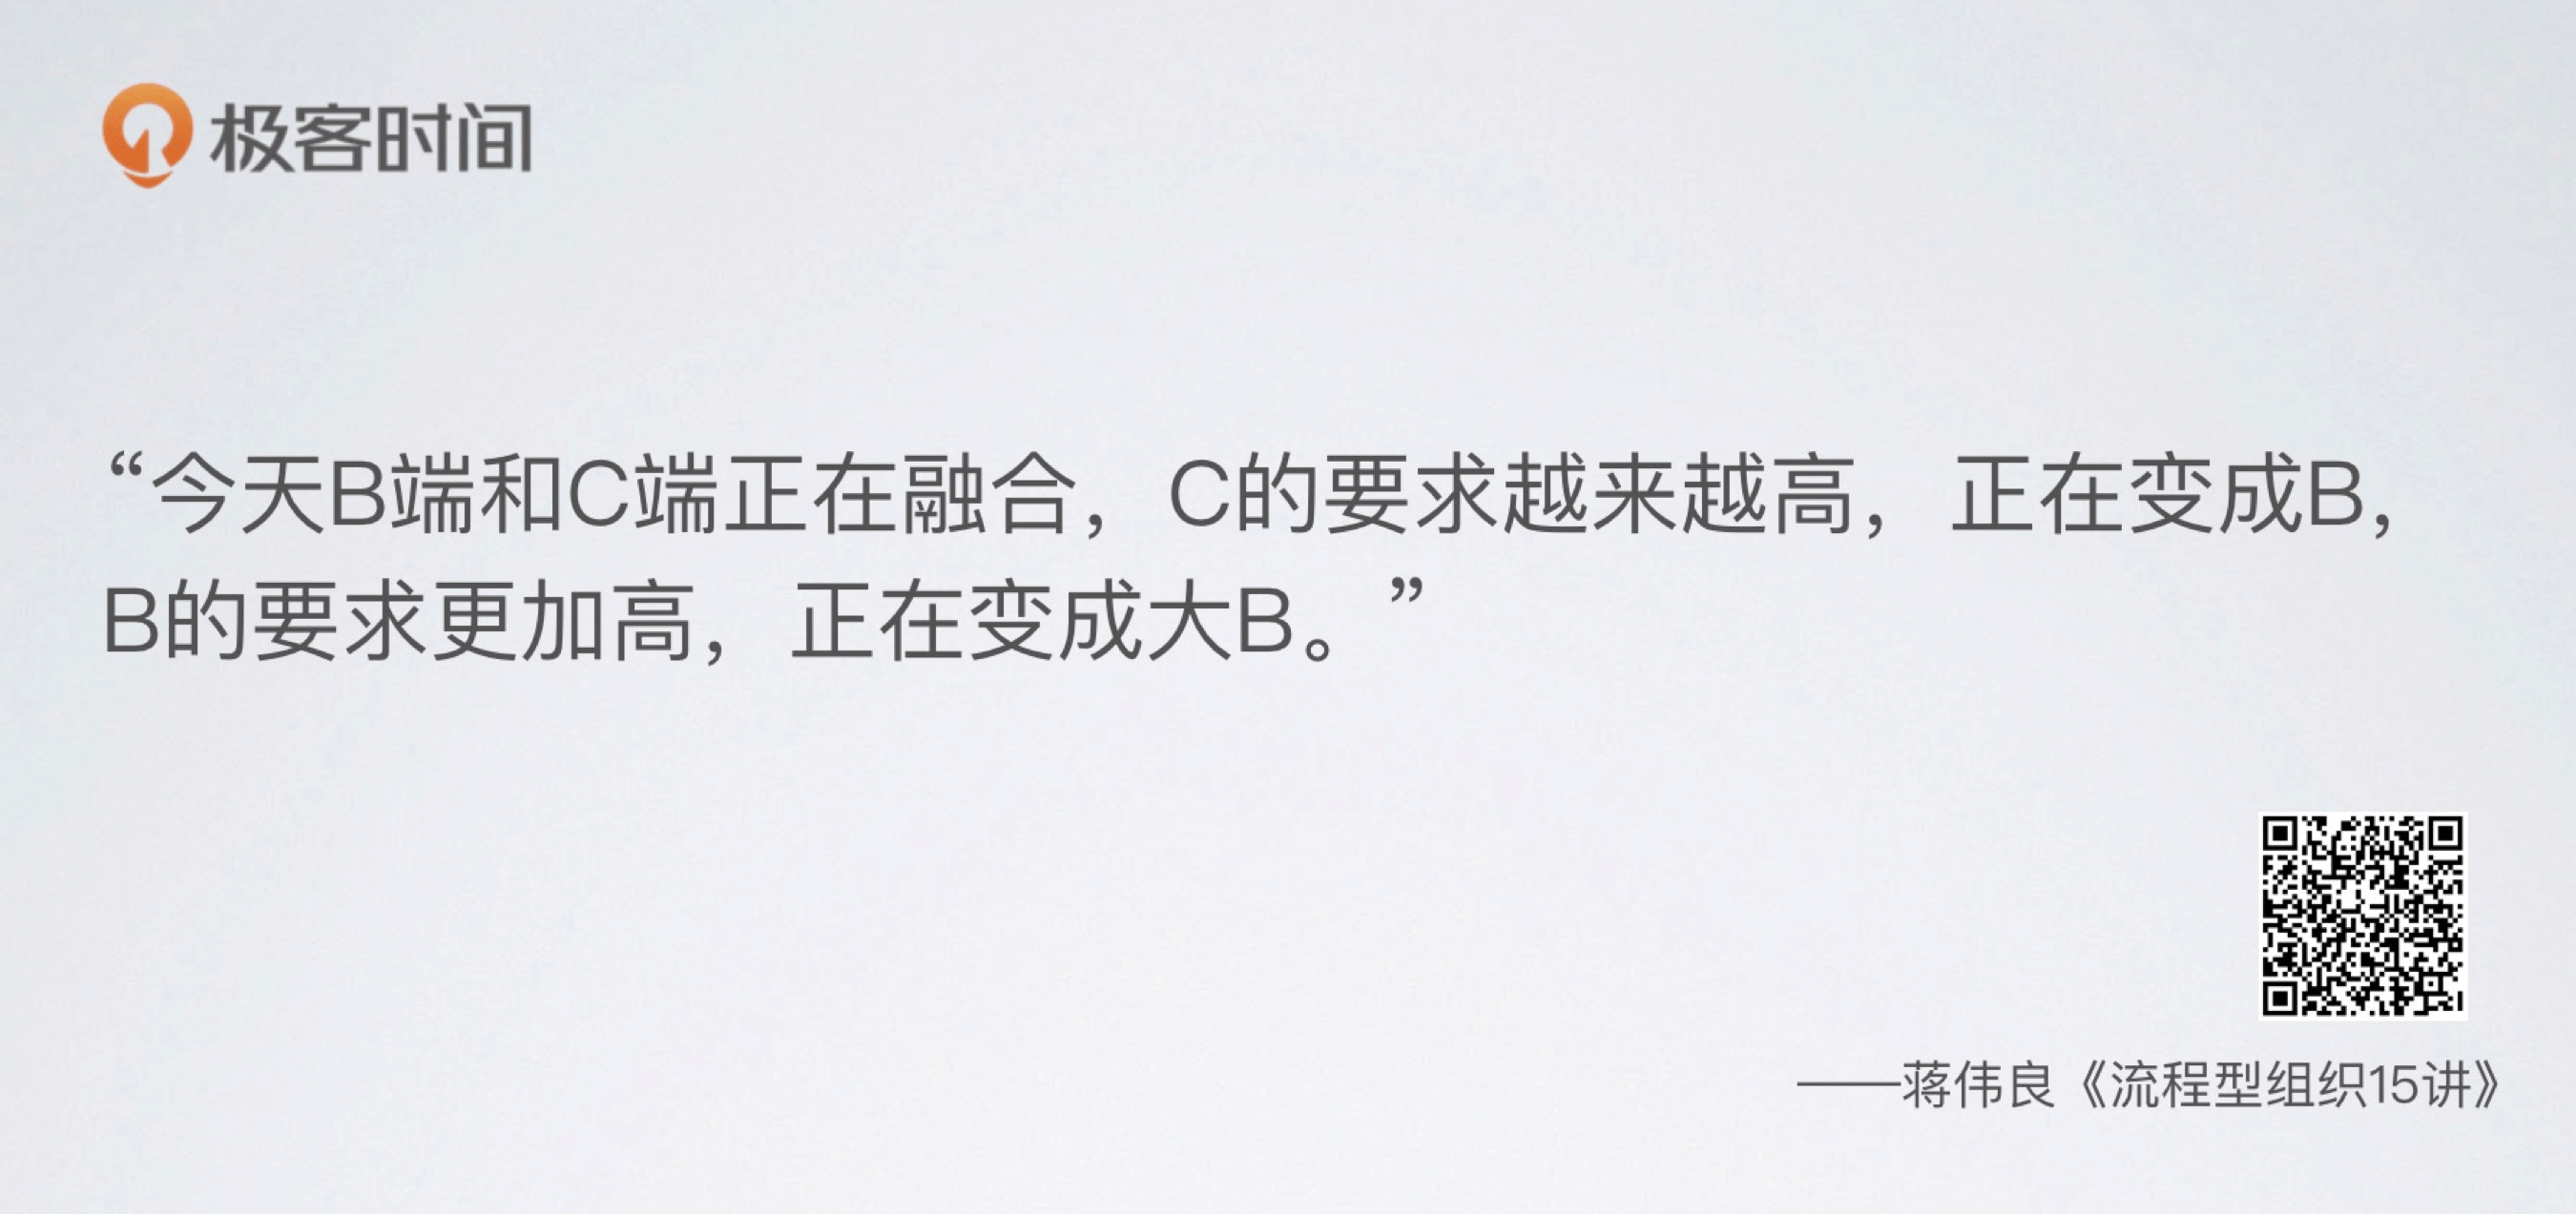 极客时间
“今天B端和C端正在融合，C的要求越来越高，正在变成B，
B的要求更加高，正在变成大B。”
——蒋伟良《流程型组织15讲》